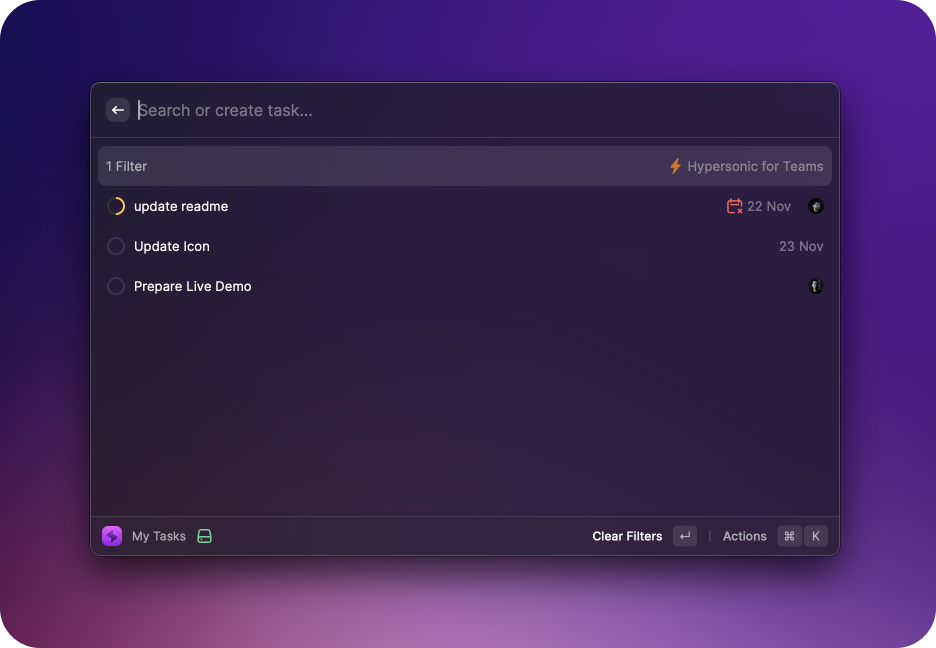 Search or create task...
1 Filter Hypersonic for Teams
update readme 22 Nov
Update Icon 23 Nov
Prepare Live Demo
My Tasks Clear Filters ↵ | Actions ⌘ K